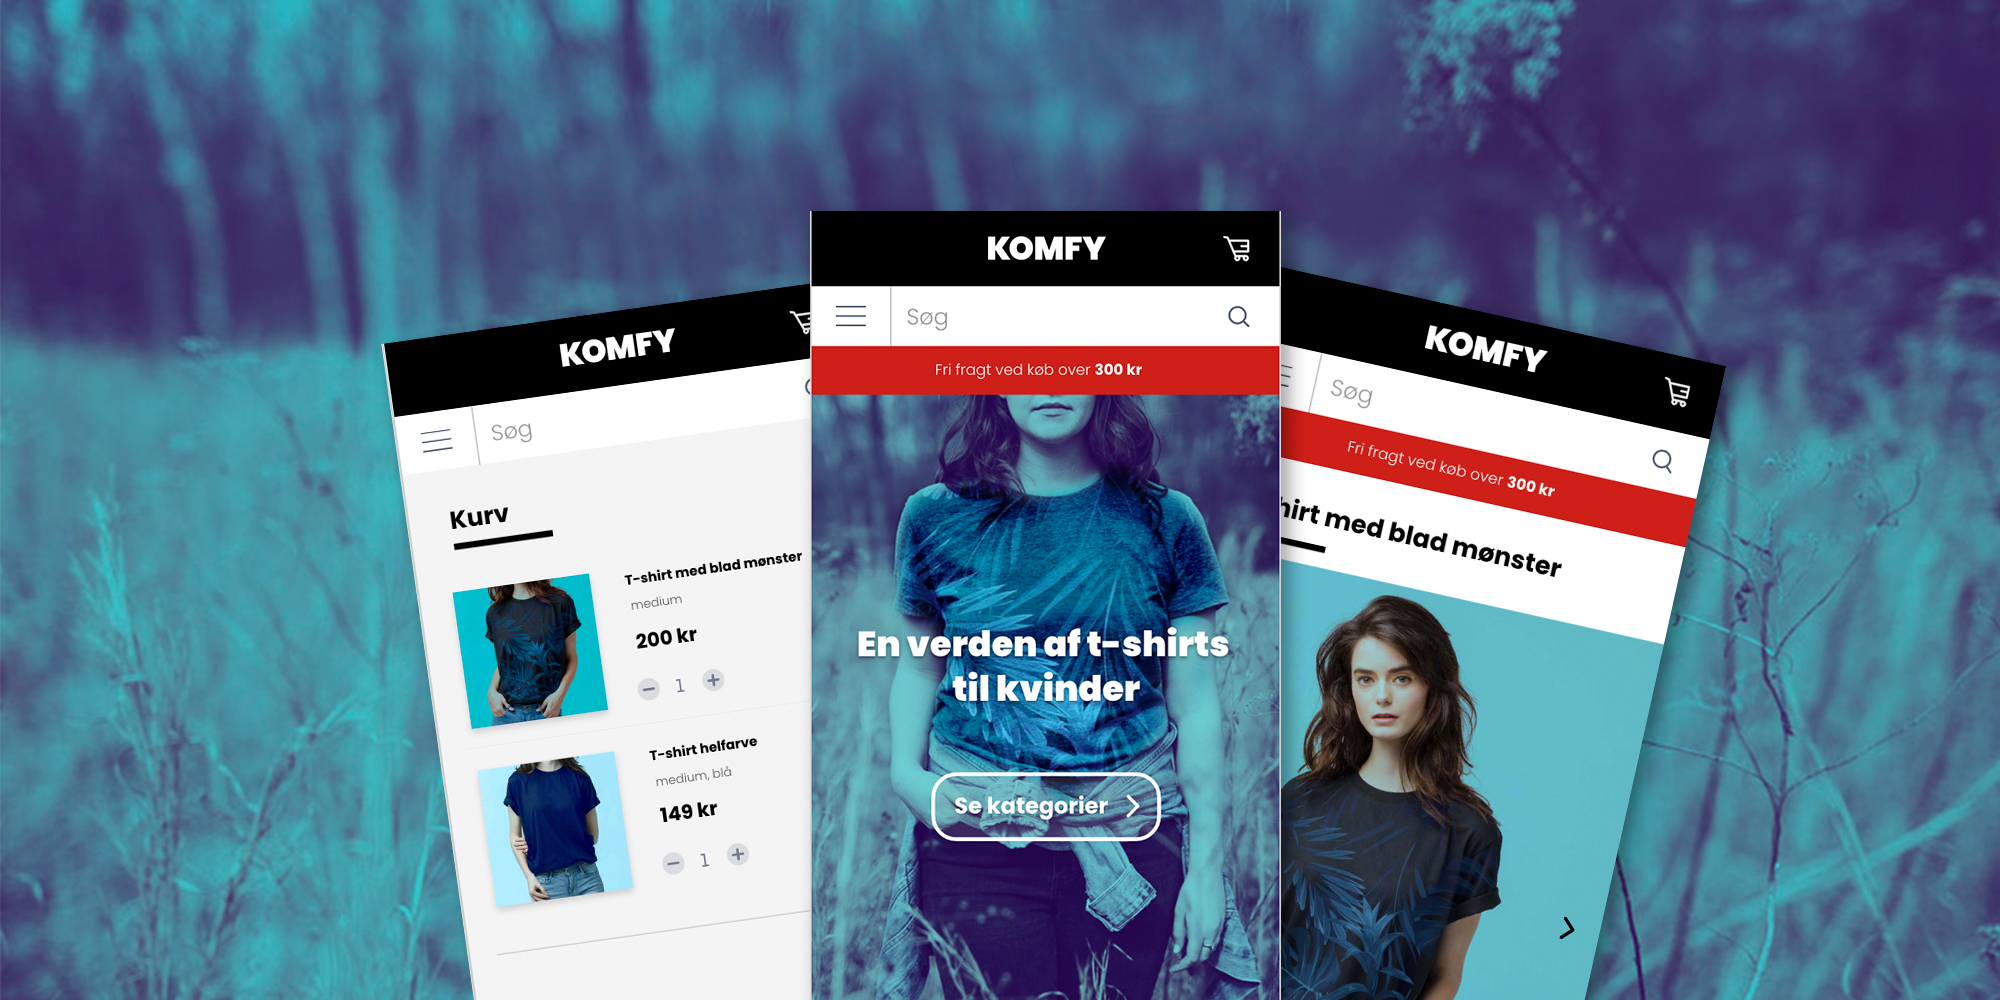 KOMFY
Søg
Kurv
T-shirt med blad mønster
medium
200 kr
1
T-shirt helfarve
medium, blå
149 kr
1
KOMFY
Søg
Fri fragt ved køb over 300 kr
En verden af t-shirts
til kvinder
Se kategorier
KOMFY
Søg
Fri fragt ved køb over 300 kr
hirt med blad mønster